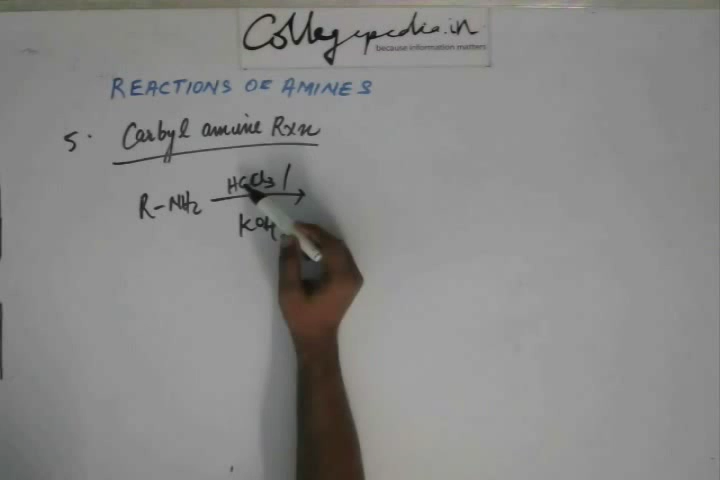 Collegepedia.in
because information matters
REACTIONS OF AMINES
5. Carbyl amine Rxn
HCCl3 /
R-NH2
KOH